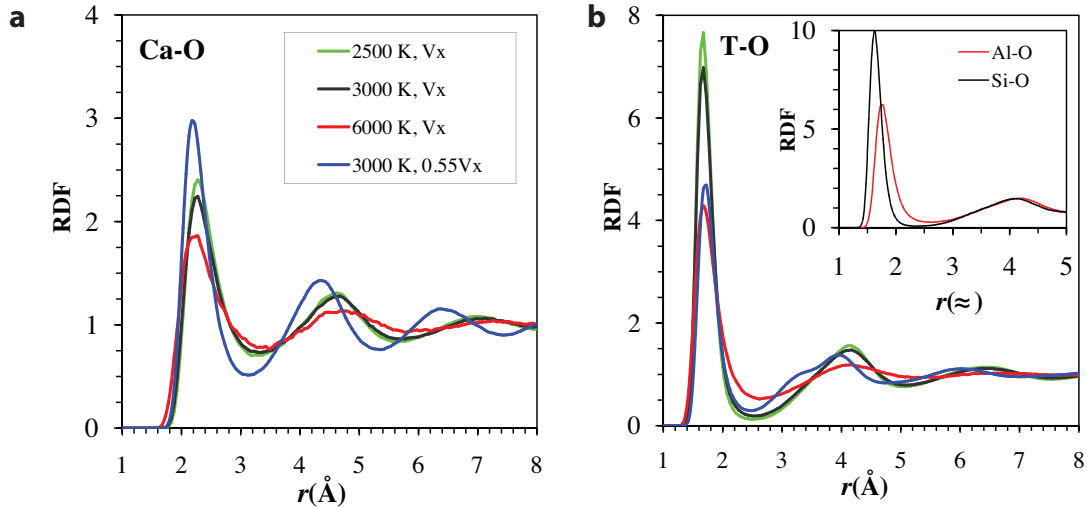 a
Ca-O
2500 K, Vx
3000 K, Vx
6000 K, Vx
3000 K, 0.55Vx
RDF
4
3
2
1
0
1 2 3 4 5 6 7 8
r(Å)
b
T-O
RDF
8
6
4
2
0
1 2 3 4 5 6 7 8
r(Å)
Al-O
Si-O
RDF
10
5
0
1 2 3 4 5
r(≈)